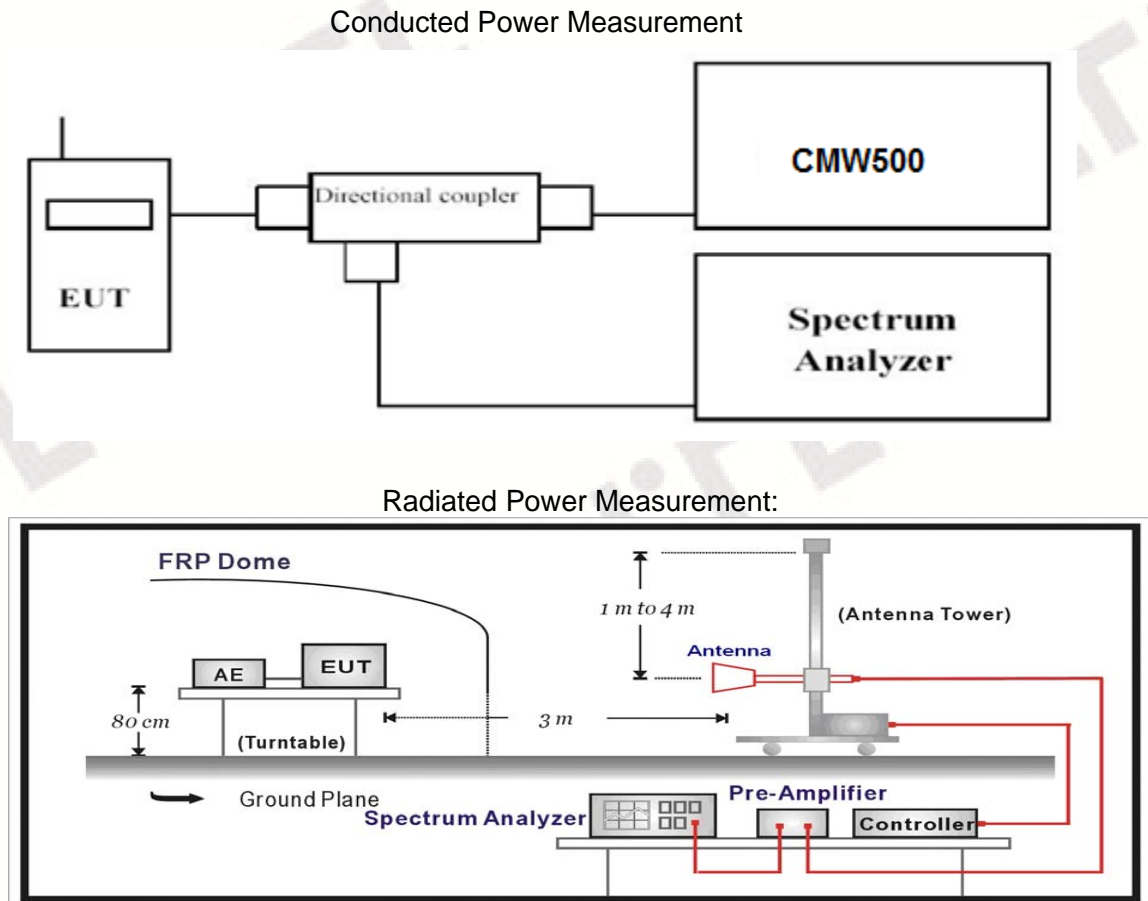 Conducted Power Measurement
EUT
Directional coupler
CMW500
Spectrum
Analyzer
Radiated Power Measurement:
FRP Dome
AE
EUT
80 cm
(Turntable)
3 m
1 m to 4 m
Antenna
(Antenna Tower)
Ground Plane
Spectrum Analyzer
Pre-Amplifier
Controller